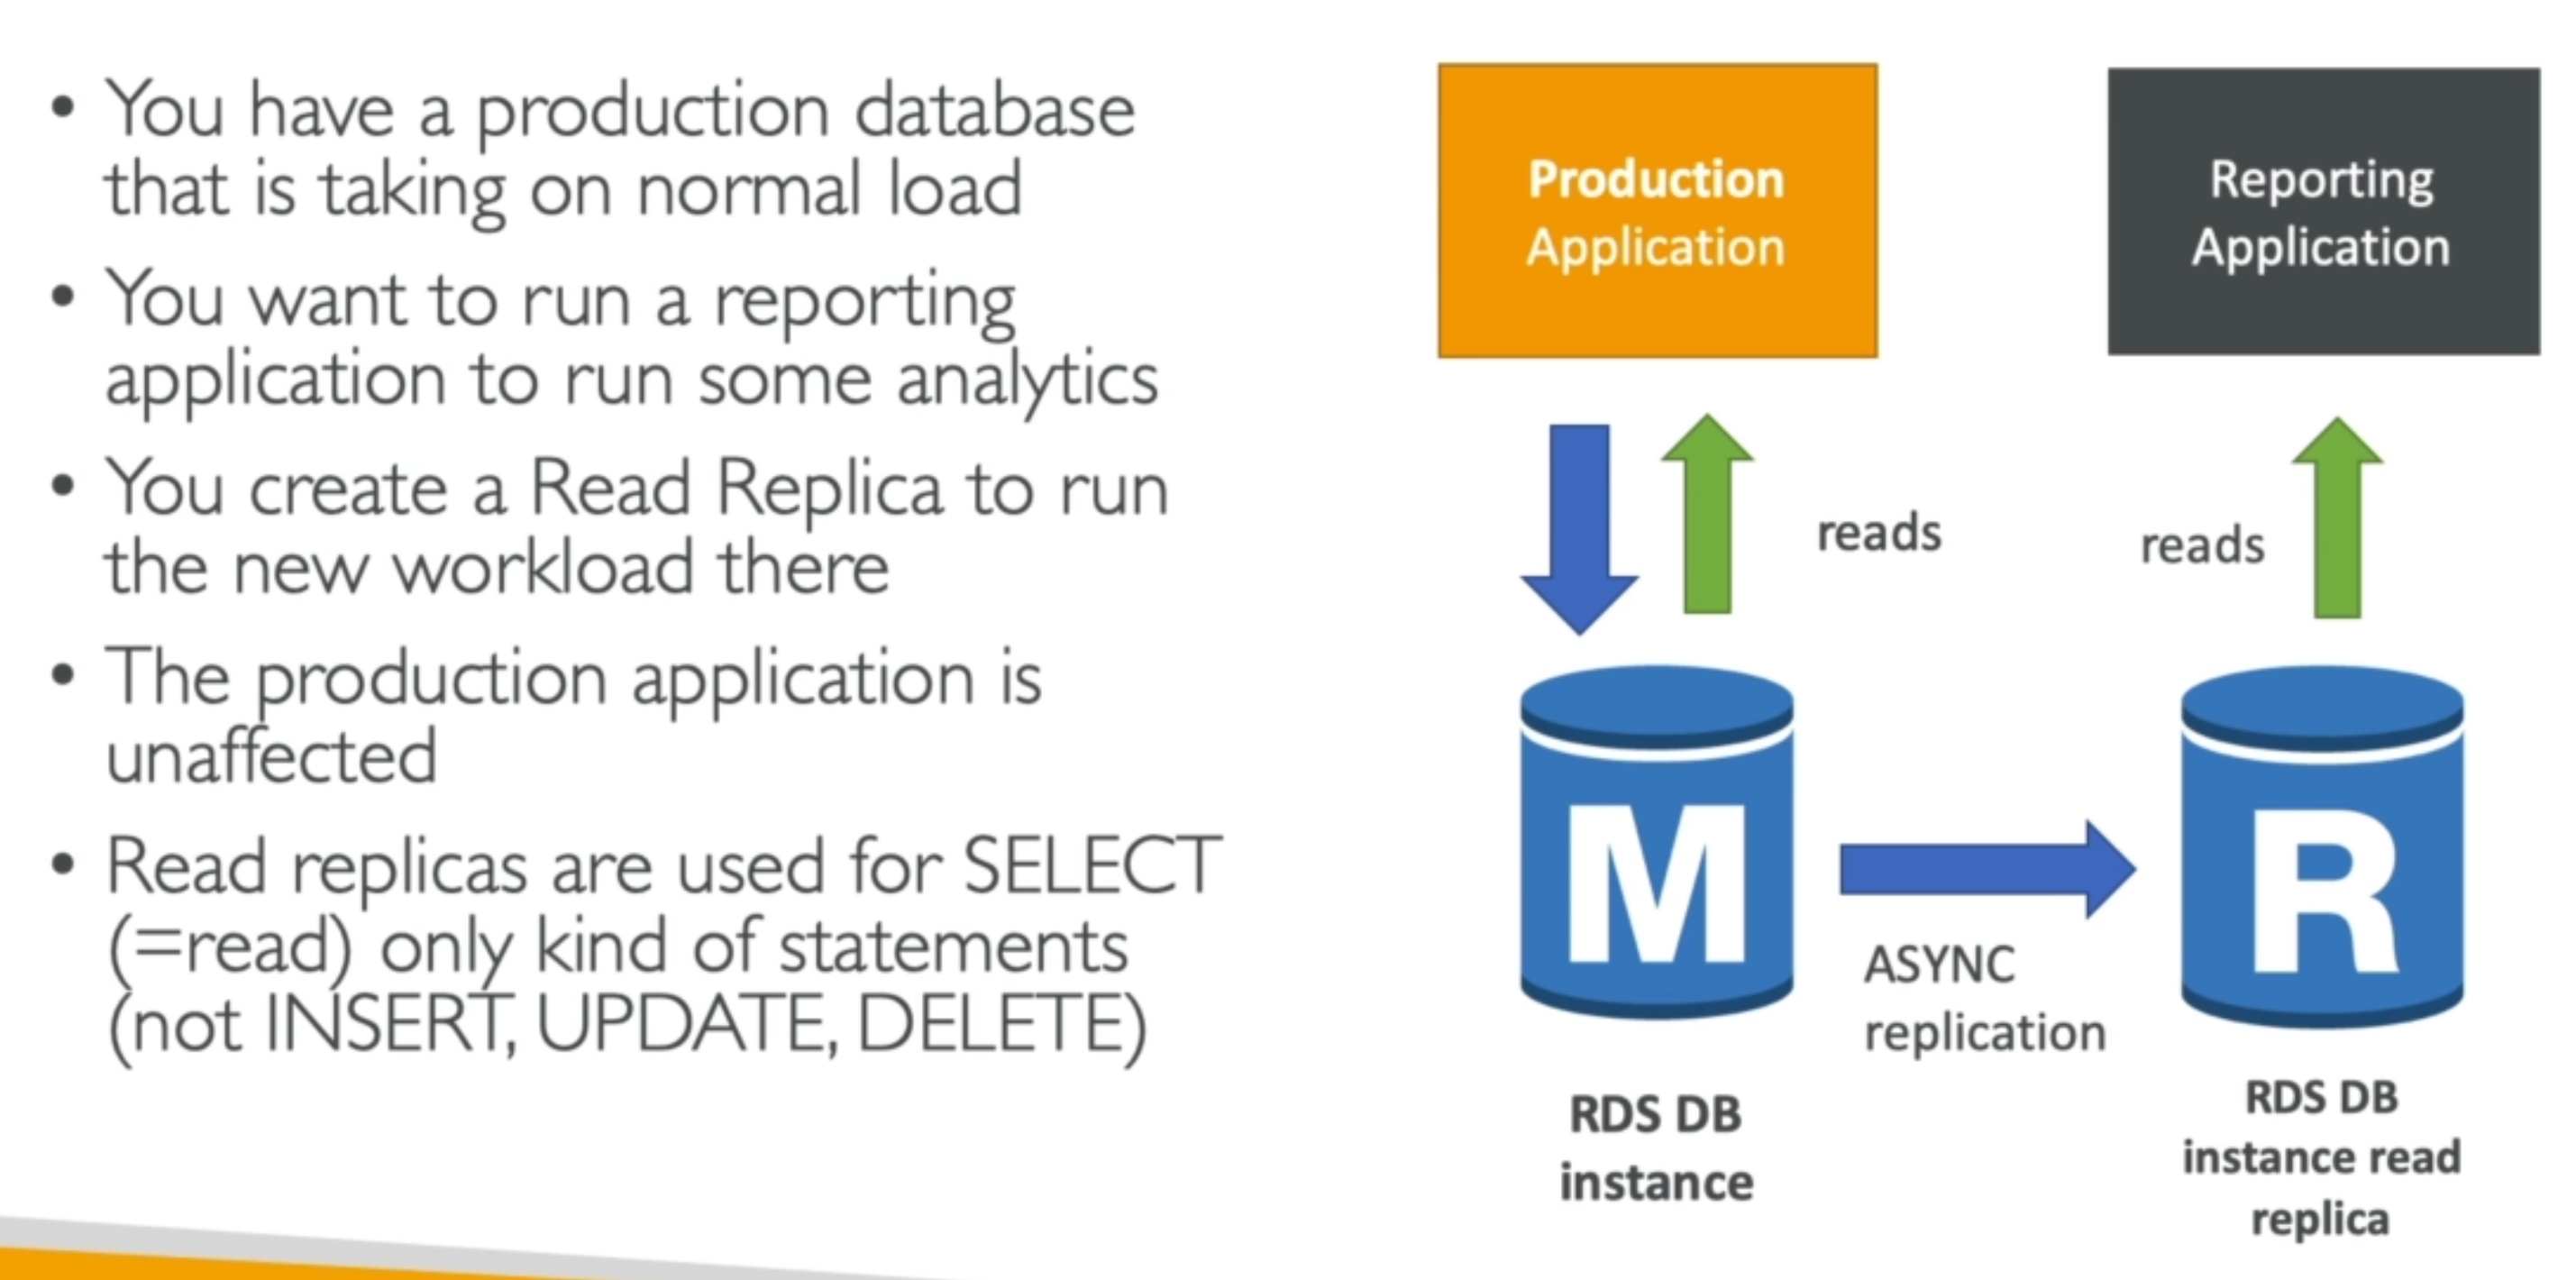 • You have a production database
that is taking on normal load
• You want to run a reporting
application to run some analytics
• You create a Read Replica to run
the new workload there
• The production application is
unaffected
• Read replicas are used for SELECT
(=read) only kind of statements
(not INSERT, UPDATE, DELETE)
Production
Application
Reporting
Application
reads
reads
M
R
ASYNC
replication
RDS DB
instance
RDS DB
instance read
replica